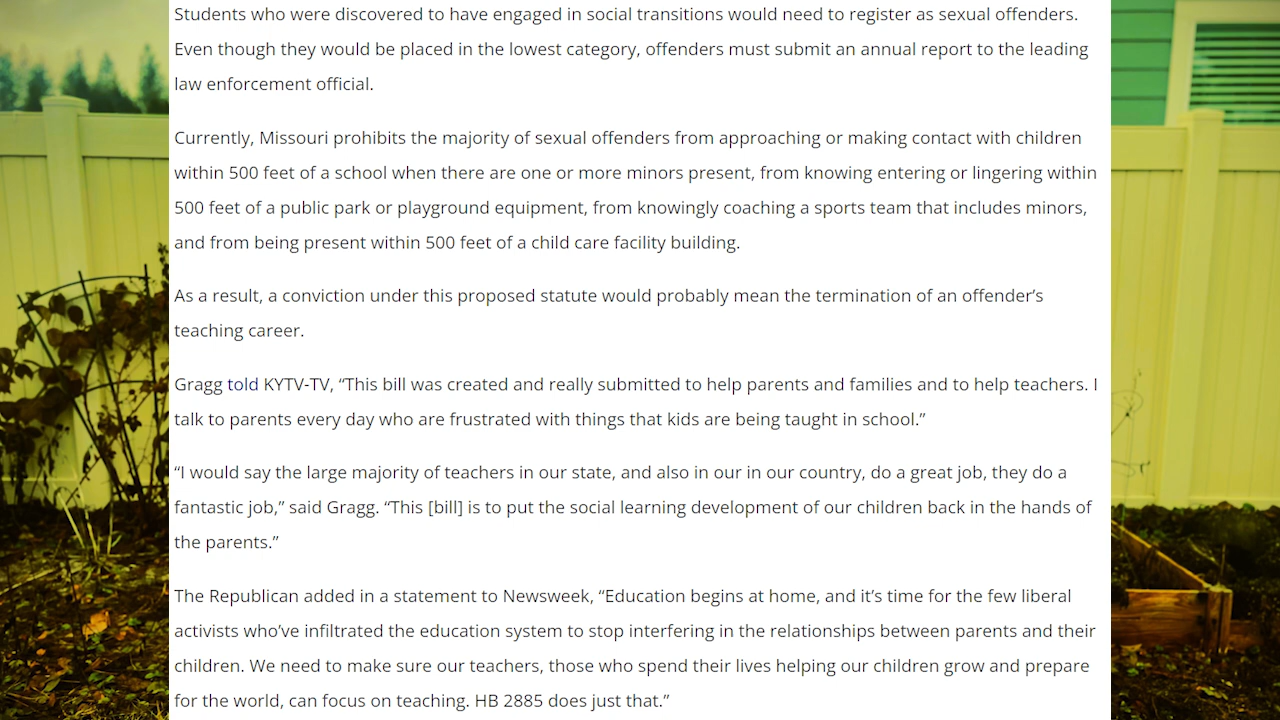 Students who were discovered to have engaged in social transitions would need to register as sexual offenders.
Even though they would be placed in the lowest category, offenders must submit an annual report to the leading
law enforcement official.
Currently, Missouri prohibits the majority of sexual offenders from approaching or making contact with children
within 500 feet of a school when there are one or more minors present, from knowing entering or lingering within
500 feet of a public park or playground equipment, from knowingly coaching a sports team that includes minors,
and from being present within 500 feet of a child care facility building.
As a result, a conviction under this proposed statute would probably mean the termination of an offender’s
teaching career.
Gragg told KYTV-TV, “This bill was created and really submitted to help parents and families and to help teachers. I
talk to parents every day who are frustrated with things that kids are being taught in school.”
“I would say the large majority of teachers in our state, and also in our in our country, do a great job, they do a
fantastic job,” said Gragg. “This [bill] is to put the social learning development of our children back in the hands of
the parents.”
The Republican added in a statement to Newsweek, “Education begins at home, and it’s time for the few liberal
activists who’ve infiltrated the education system to stop interfering in the relationships between parents and their
children. We need to make sure our teachers, those who spend their lives helping our children grow and prepare
for the world, can focus on teaching. HB 2885 does just that.”